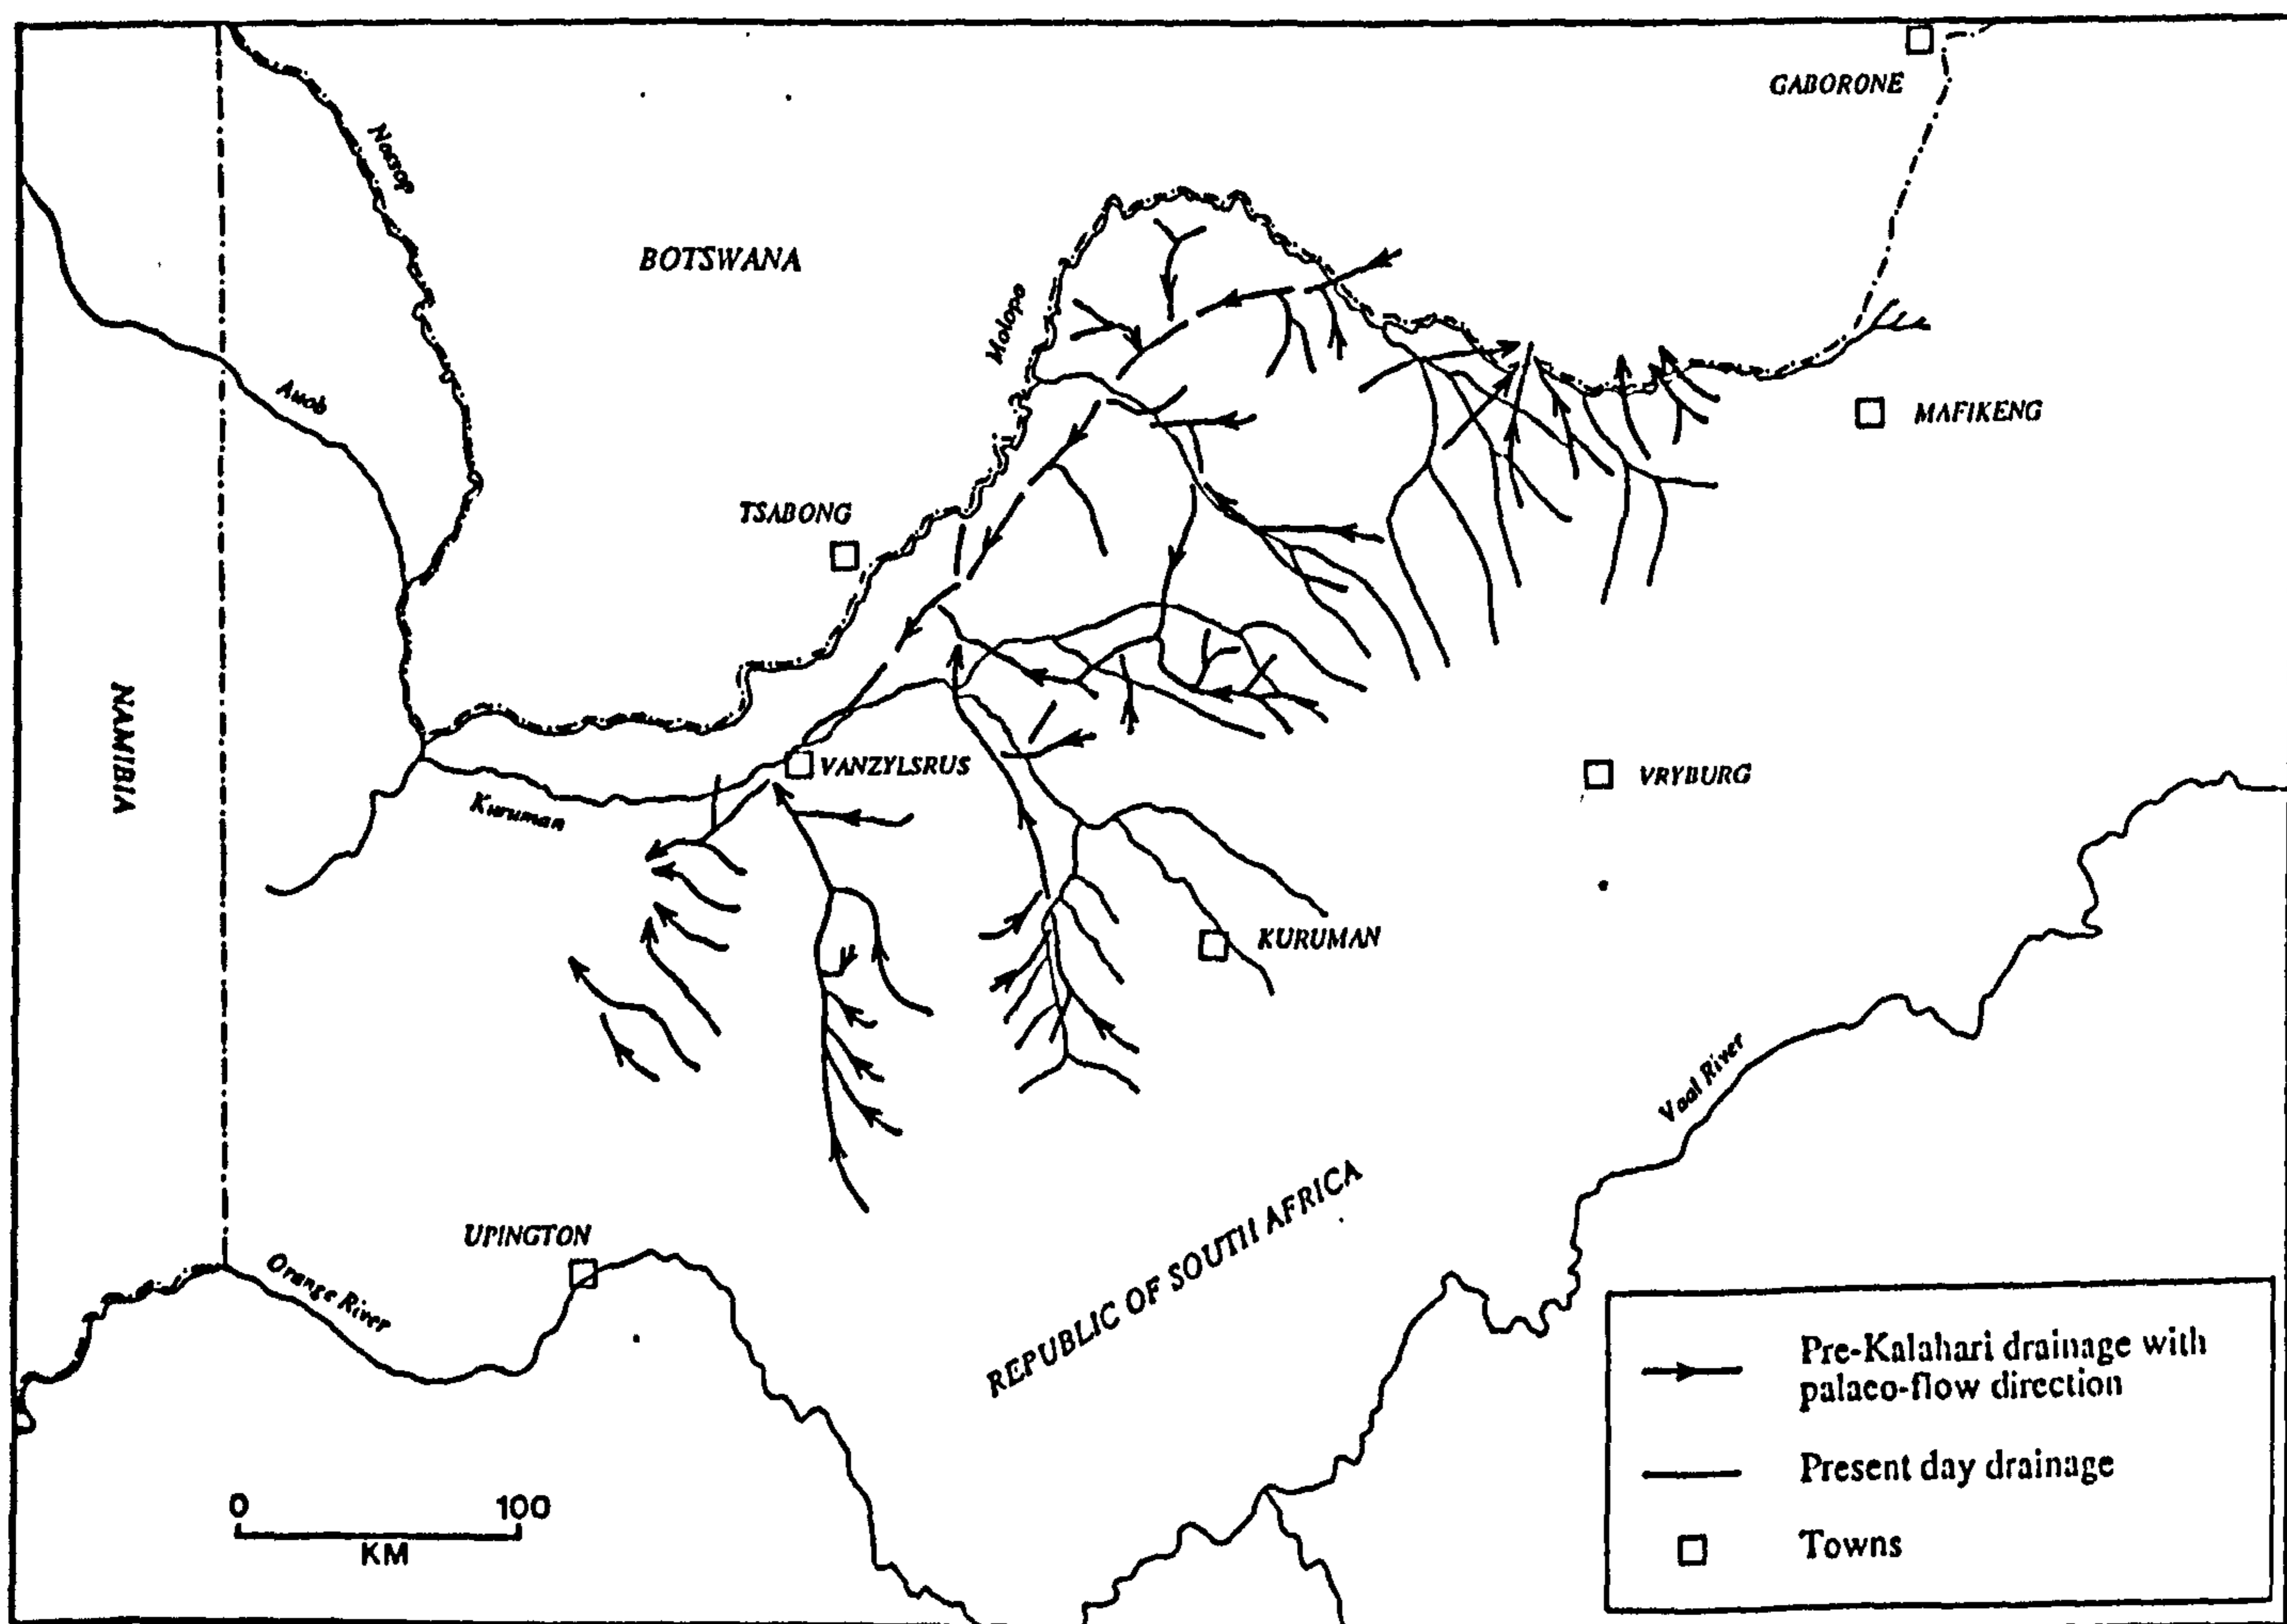 GABORONE
Nossop
BOTSWANA
Molopo
Auob
MAFIKENG
TSABONG
NAMIBIA
VANZYLSRUS
VRYBURG
Kuruman
KURUMAN
Vaal River
REPUBLIC OF SOUTH AFRICA
UPINGTON
Orange River
0 100
KM
Pre-Kalahari drainage with
palaeo-flow direction
Present day drainage
Towns